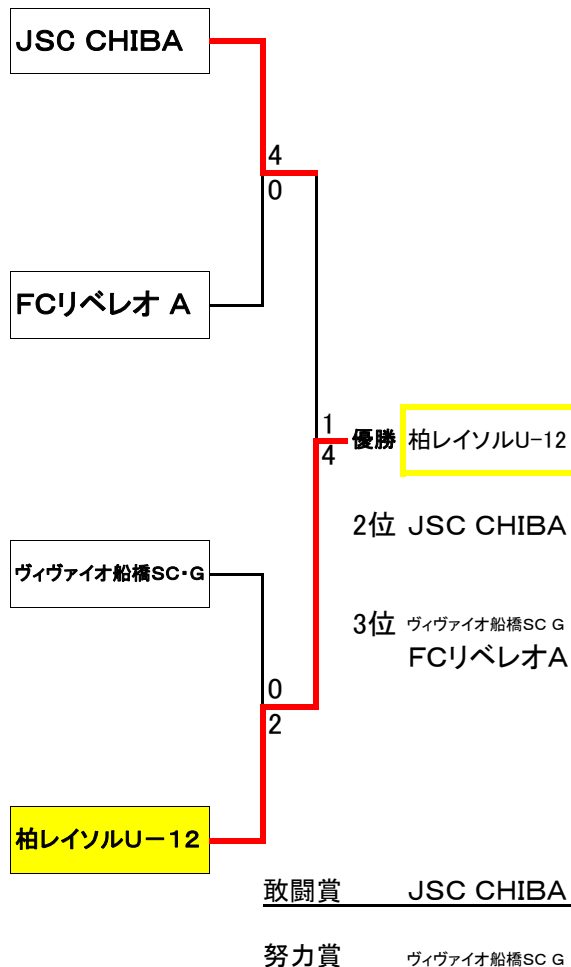 JSC CHIBA
4
0
FCリベレオ A
1
優勝 柏レイソルU-12
4
2位 JSC CHIBA
ヴィヴァイオ船橋SC・G
3位 ヴィヴァイオ船橋SC G
FCリベレオA
0
2
柏レイソルU－12
敢闘賞 JSC CHIBA
努力賞 ヴィヴァイオ船橋SC G